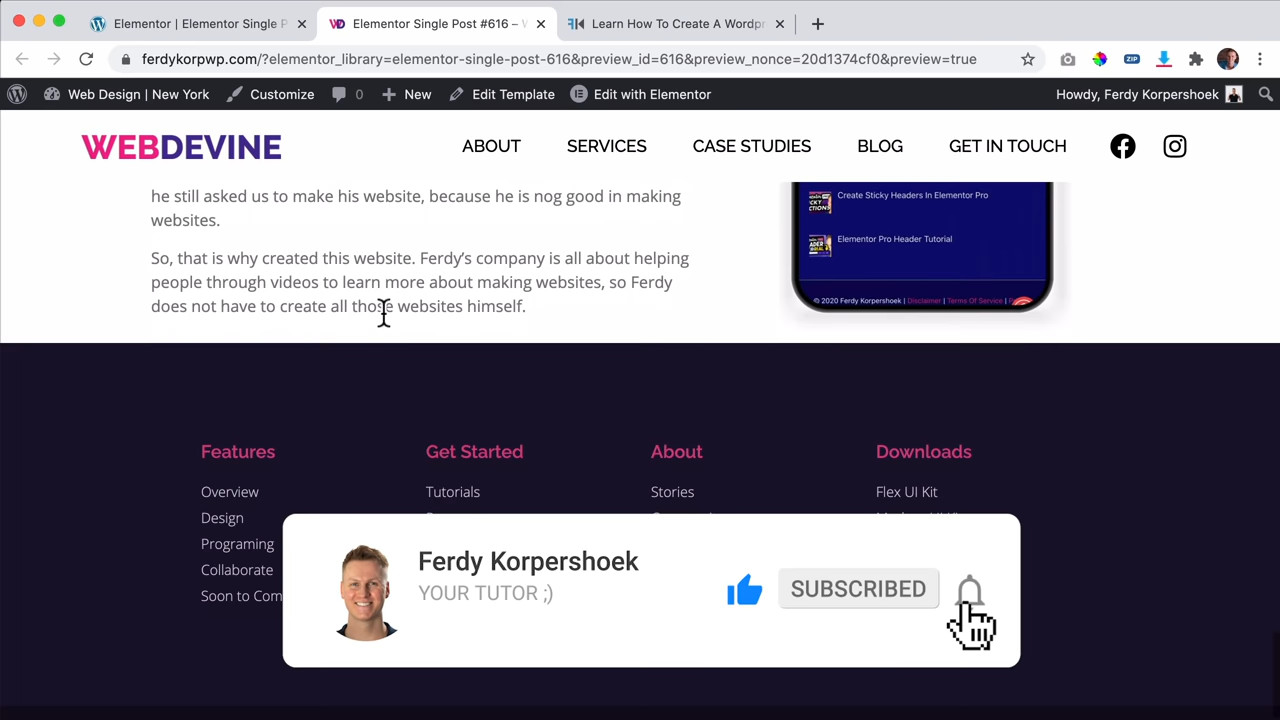 Elementor | Elementor Single P
Elementor Single Post #616 –
Learn How To Create A Wordpr
ferdykorpwp.com/?elementor_library=elementor-single-post-616&preview_id=616&preview_nonce=20d1374cf0&preview=true
ZIP
Web Design | New York
Customize
0
New
Edit Template
Edit with Elementor
Howdy, Ferdy Korpershoek
WEBDEVINE
ABOUT
SERVICES
CASE STUDIES
BLOG
GET IN TOUCH
he still asked us to make his website, because he is nog good in making
websites.
So, that is why created this website. Ferdy’s company is all about helping
people through videos to learn more about making websites, so Ferdy
does not have to create all those websites himself.
Create Sticky Headers In Elementor Pro
Elementor Pro Header Tutorial
© 2020 Ferdy Korpershoek | Disclaimer | Terms Of Service |
Features
Get Started
About
Downloads
Overview
Tutorials
Stories
Flex UI Kit
Design
Programing
Collaborate
Soon to Com
Ferdy Korpershoek
YOUR TUTOR ;)
SUBSCRIBED